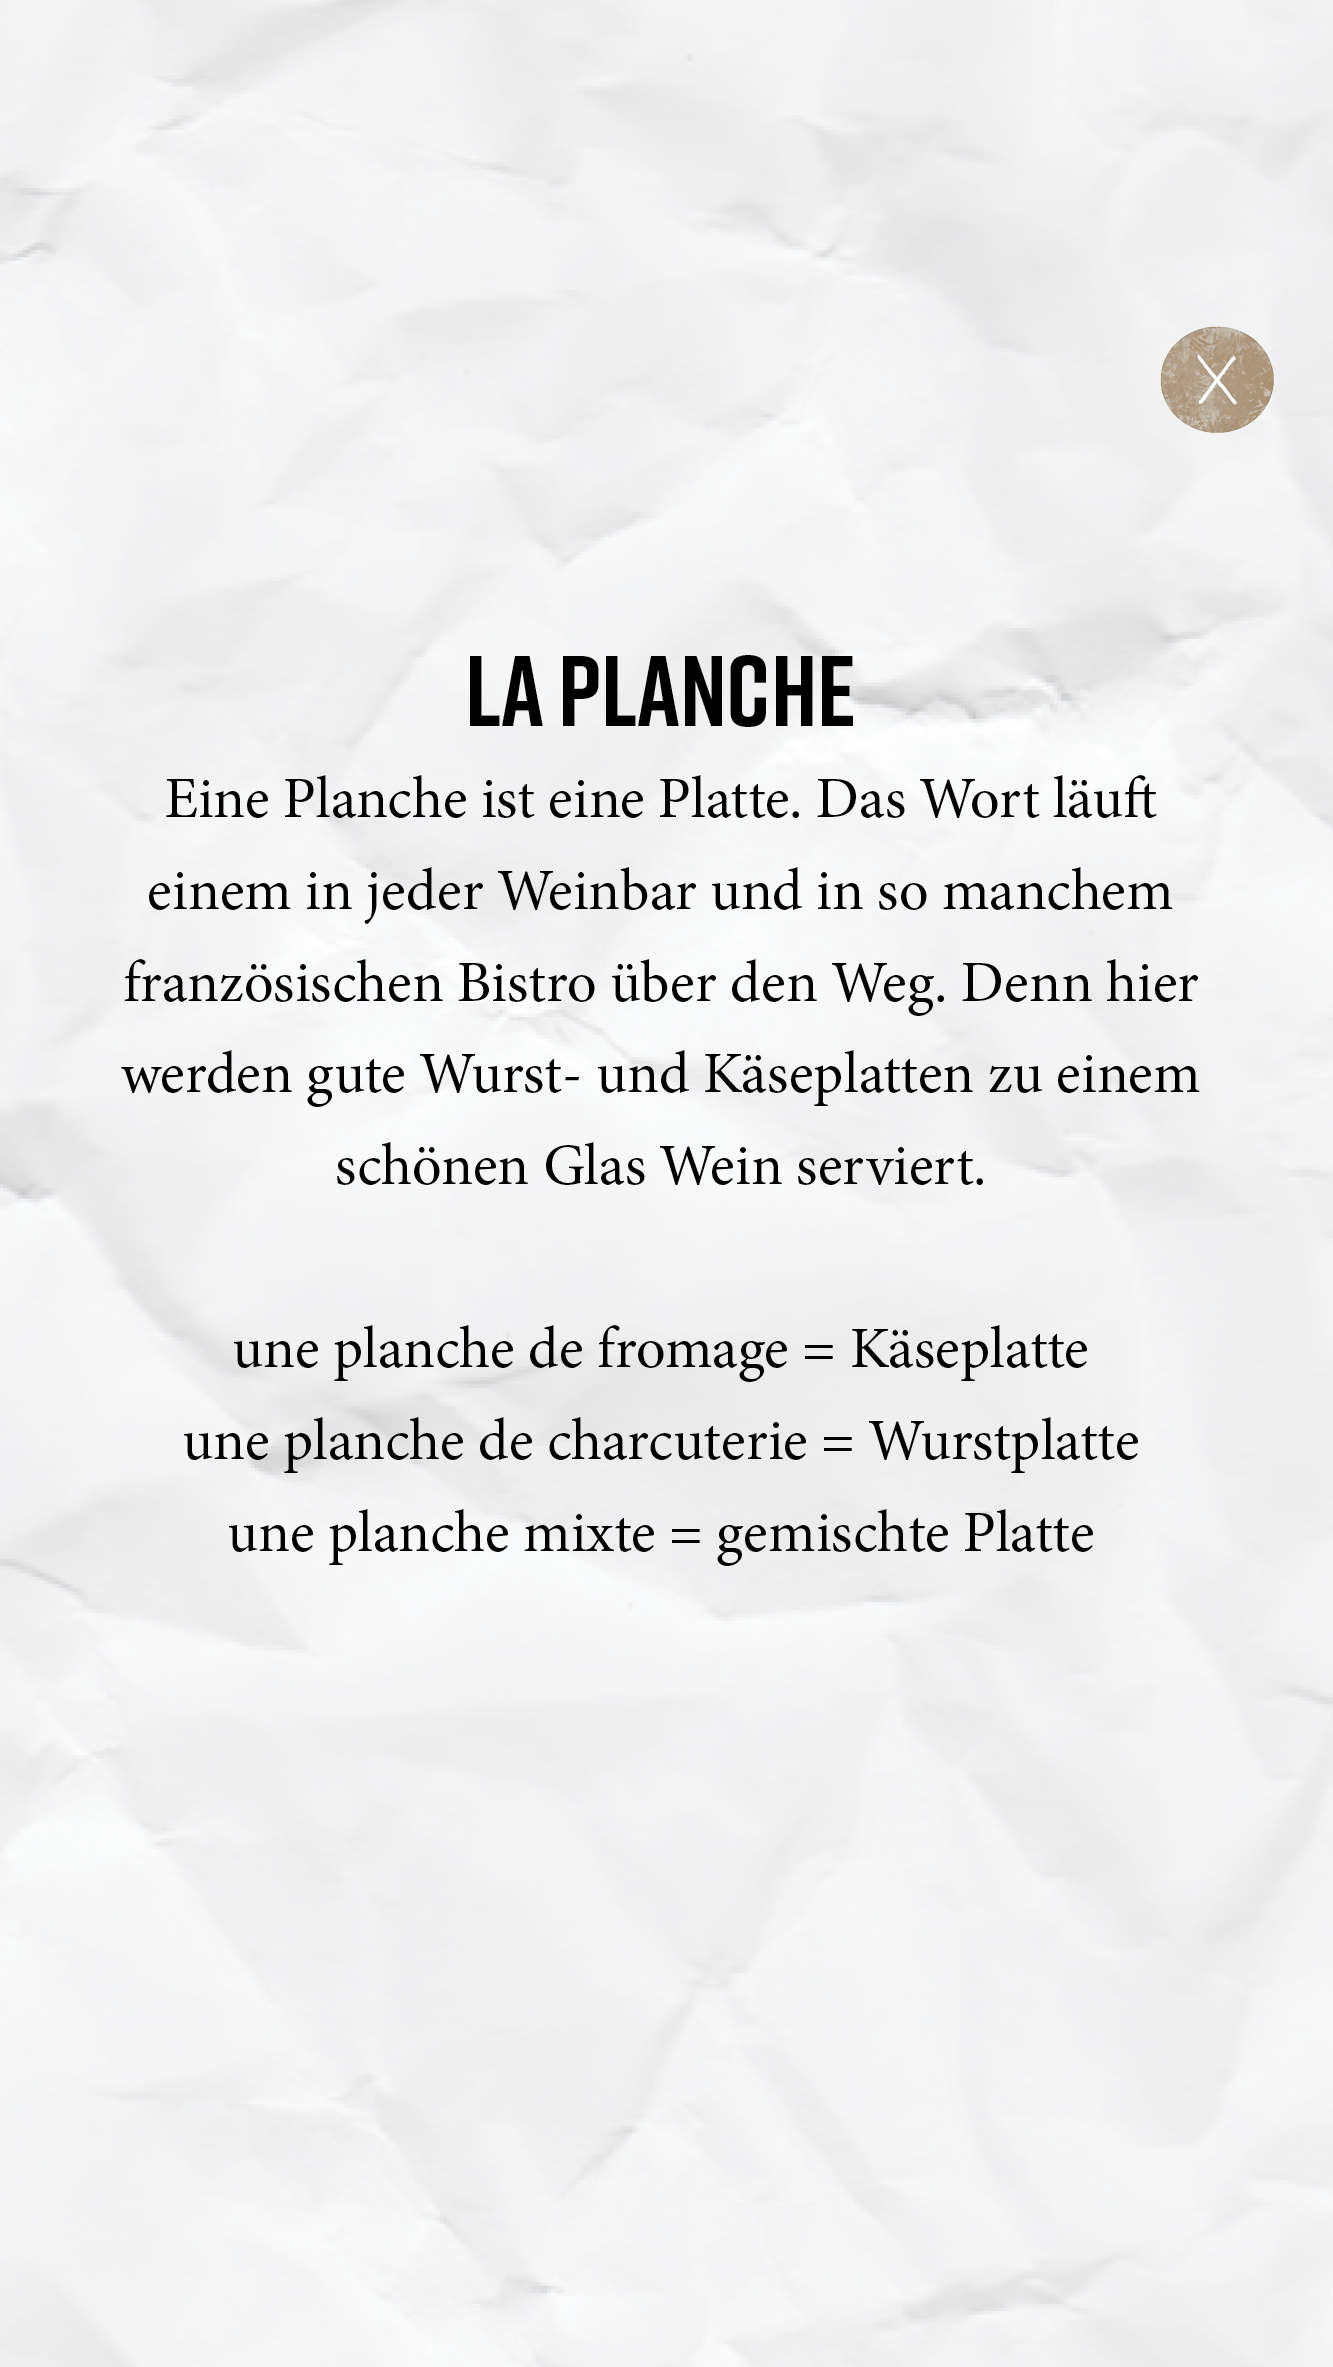 X
LA PLANCHE
Eine Planche ist eine Platte. Das Wort läuft
einem in jeder Weinbar und in so manchem
französischen Bistro über den Weg. Denn hier
werden gute Wurst- und Käseplatten zu einem
schönen Glas Wein serviert.
une planche de fromage = Käseplatte
une planche de charcuterie = Wurstplatte
une planche mixte = gemischte Platte